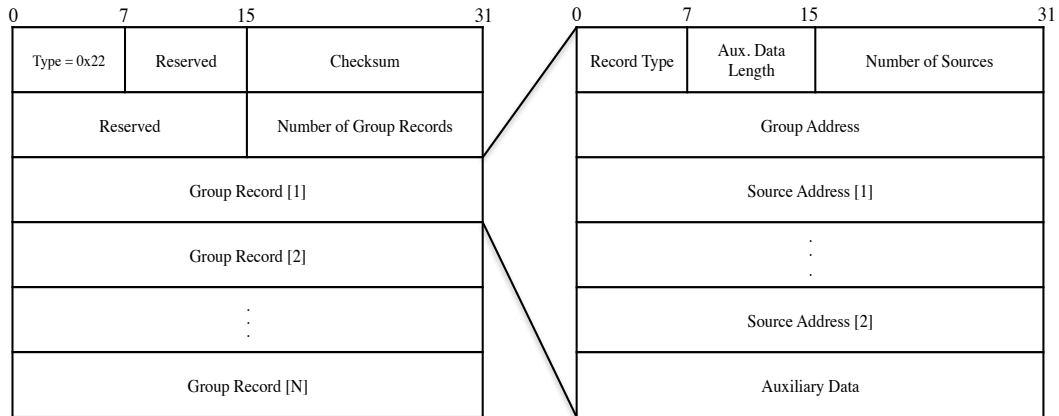 0 7 15 31
Type = 0x22 Reserved Checksum
Reserved Number of Group Records
Group Record [1]
Group Record [2]
.
.
.
Group Record [N]
0 7 15 31
Record Type Aux. Data
Length Number of Sources
Group Address
Source Address [1]
.
.
.
Source Address [2]
Auxiliary Data